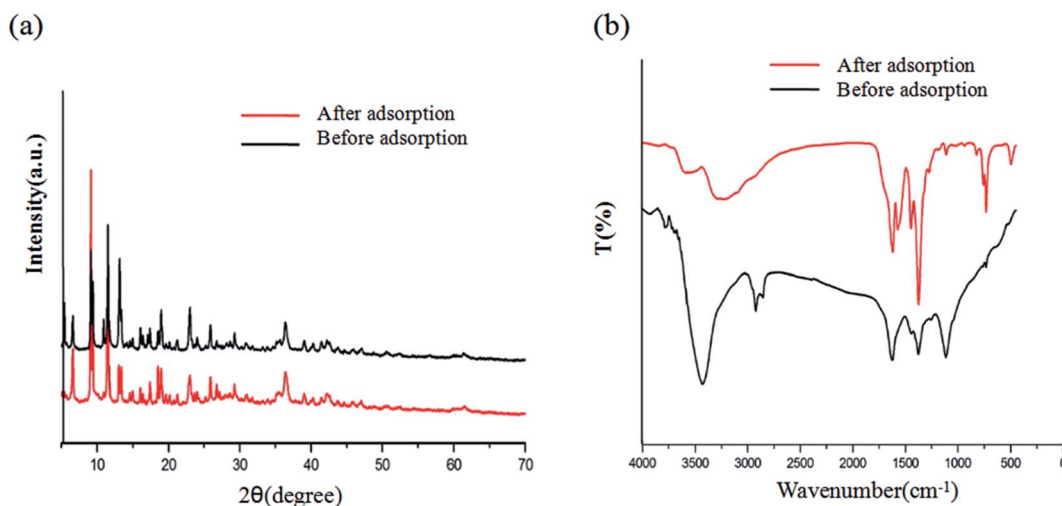 (a)
After adsorption
Before adsorption
Intensity(a.u.)
10 20 30 40 50 60 70
2θ(degree)
(b)
After adsorption
Before adsorption
T(%)
4000 3500 3000 2500 2000 1500 1000 500 0
Wavenumber(cm⁻¹)